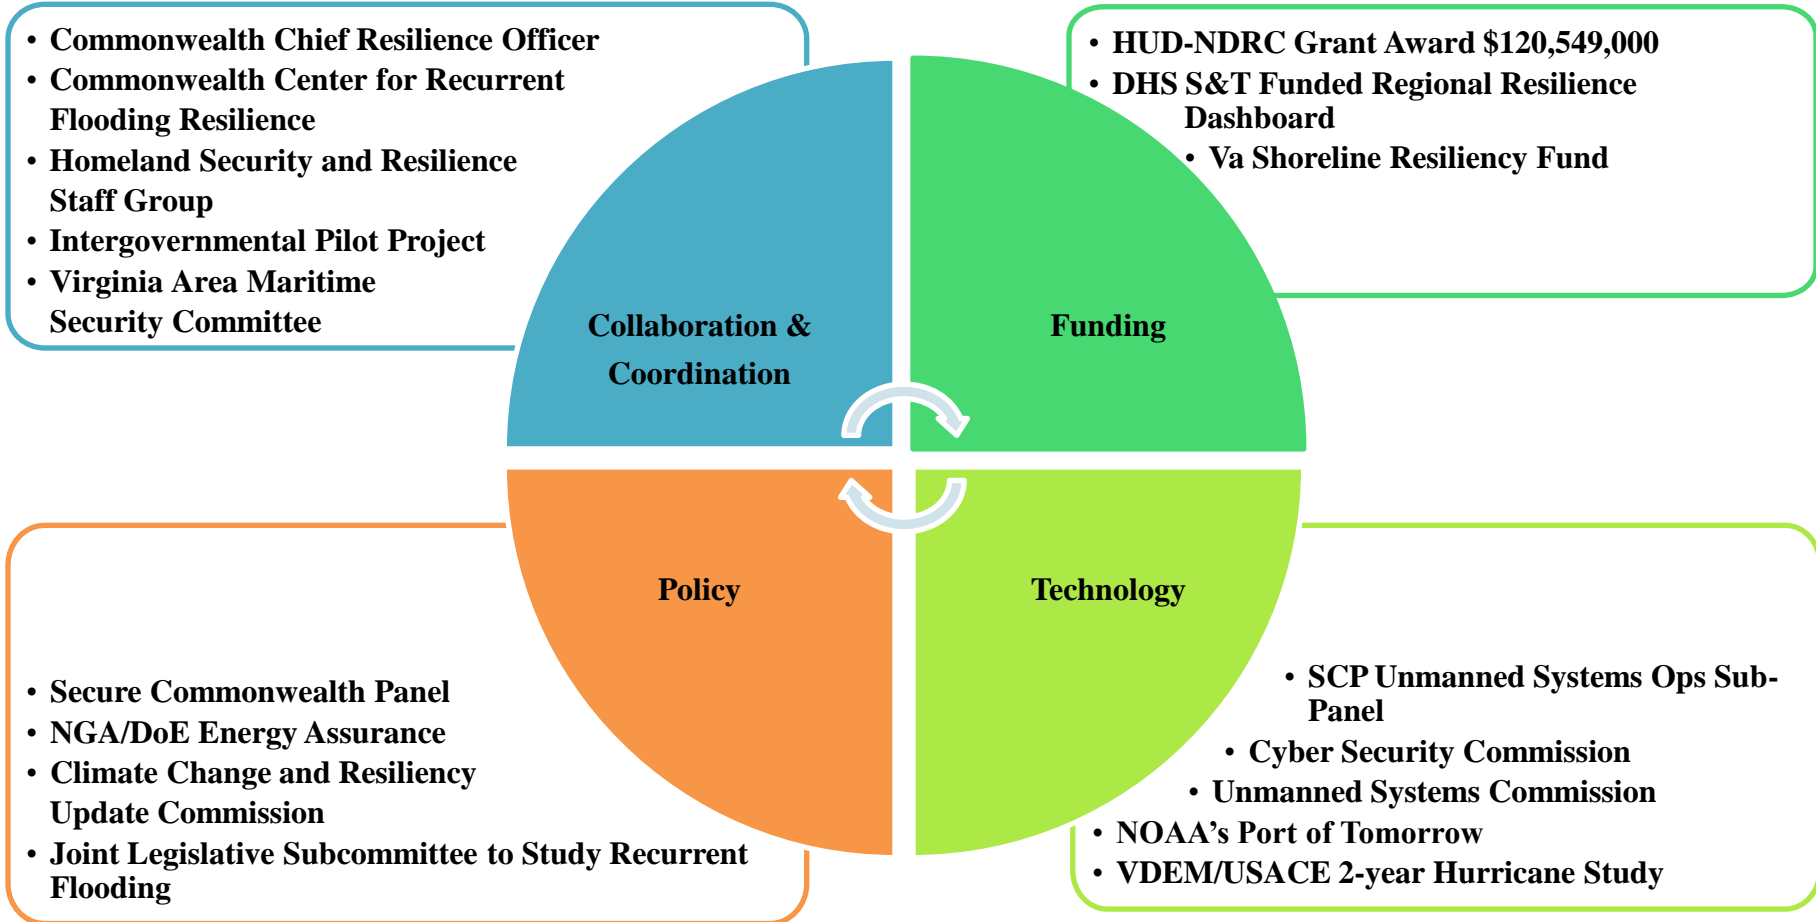 • Commonwealth Chief Resilience Officer
• Commonwealth Center for Recurrent
Flooding Resilience
• Homeland Security and Resilience
Staff Group
• Intergovernmental Pilot Project
• Virginia Area Maritime
Security Committee
• HUD-NDRC Grant Award $120,549,000
• DHS S&T Funded Regional Resilience
Dashboard
• Va Shoreline Resiliency Fund
Collaboration &
Coordination
Funding
Policy
Technology
• Secure Commonwealth Panel
• NGA/DoE Energy Assurance
• Climate Change and Resiliency
Update Commission
• Joint Legislative Subcommittee to Study Recurrent
Flooding
• SCP Unmanned Systems Ops Sub-
Panel
• Cyber Security Commission
• Unmanned Systems Commission
• NOAA’s Port of Tomorrow
• VDEM/USACE 2-year Hurricane Study